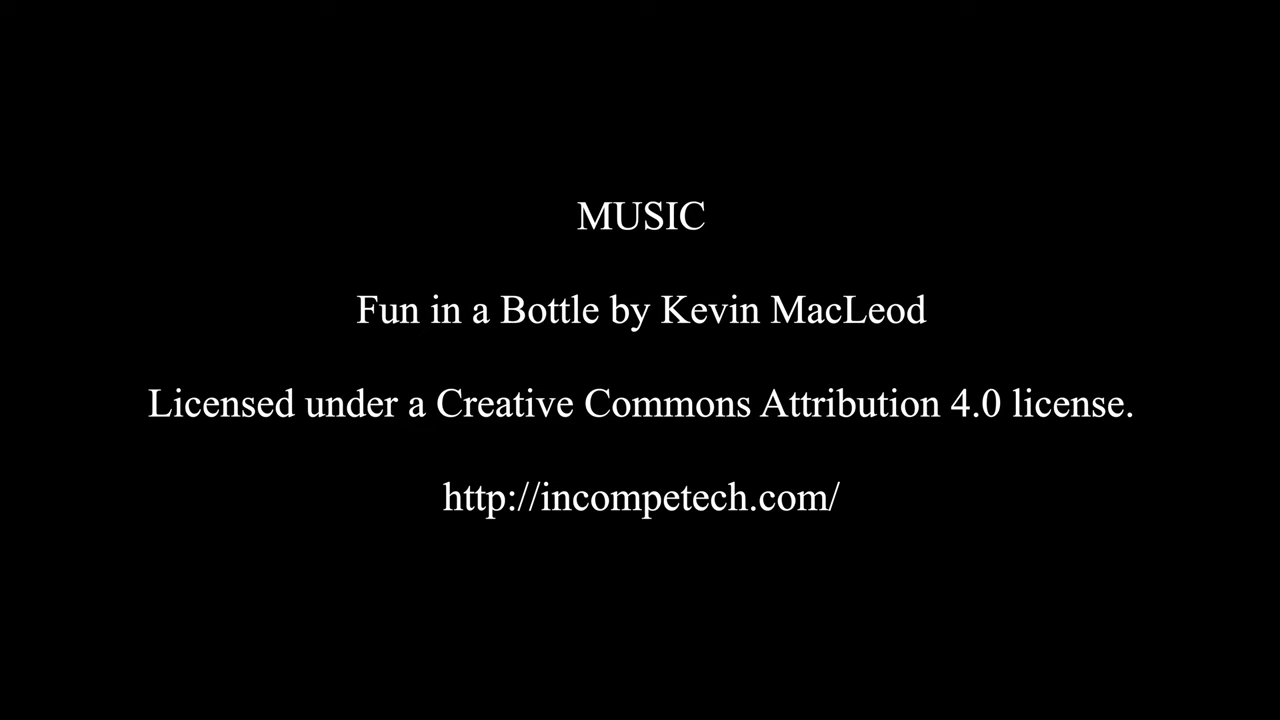 MUSIC
Fun in a Bottle by Kevin MacLeod
Licensed under a Creative Commons Attribution 4.0 license.
http://incompetech.com/